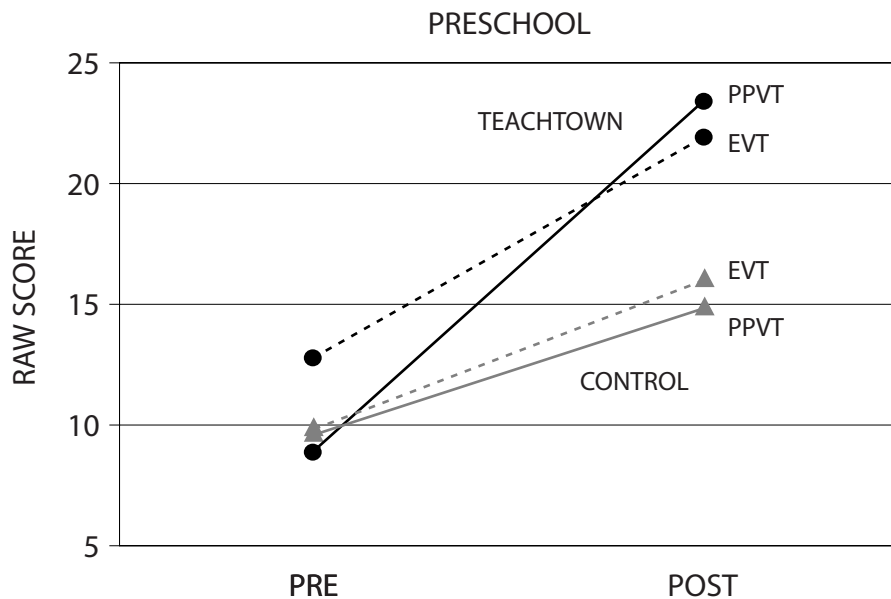 PRESCHOOL
25
TEACHTOWN
PPVT
EVT
20
EVT
15
PPVT
CONTROL
10
5
RAW SCORE
PRE
POST